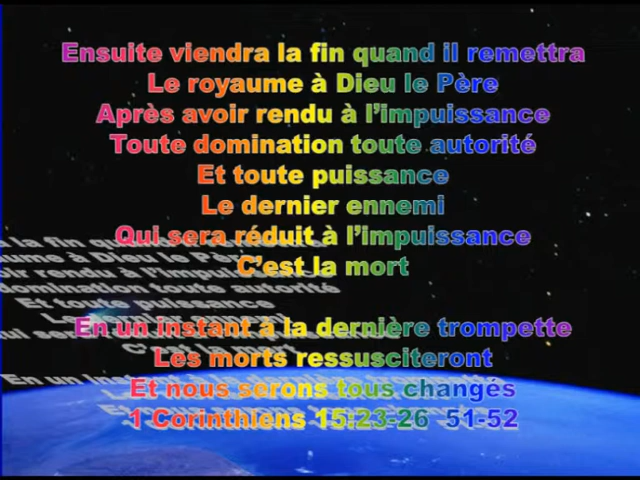 Ensuite viendra la fin quand il remettra
Le royaume à Dieu le Père
Après avoir rendu à l'impuissance
Toute domination toute autorité
Et toute puissance
Le dernier ennemi
Qui sera réduit à l'impuissance
C'est la mort
En un instant à la dernière trompette
Les morts ressusciteront
Et nous serons tous changés
1 Corinthiens 15:23-26 51-52